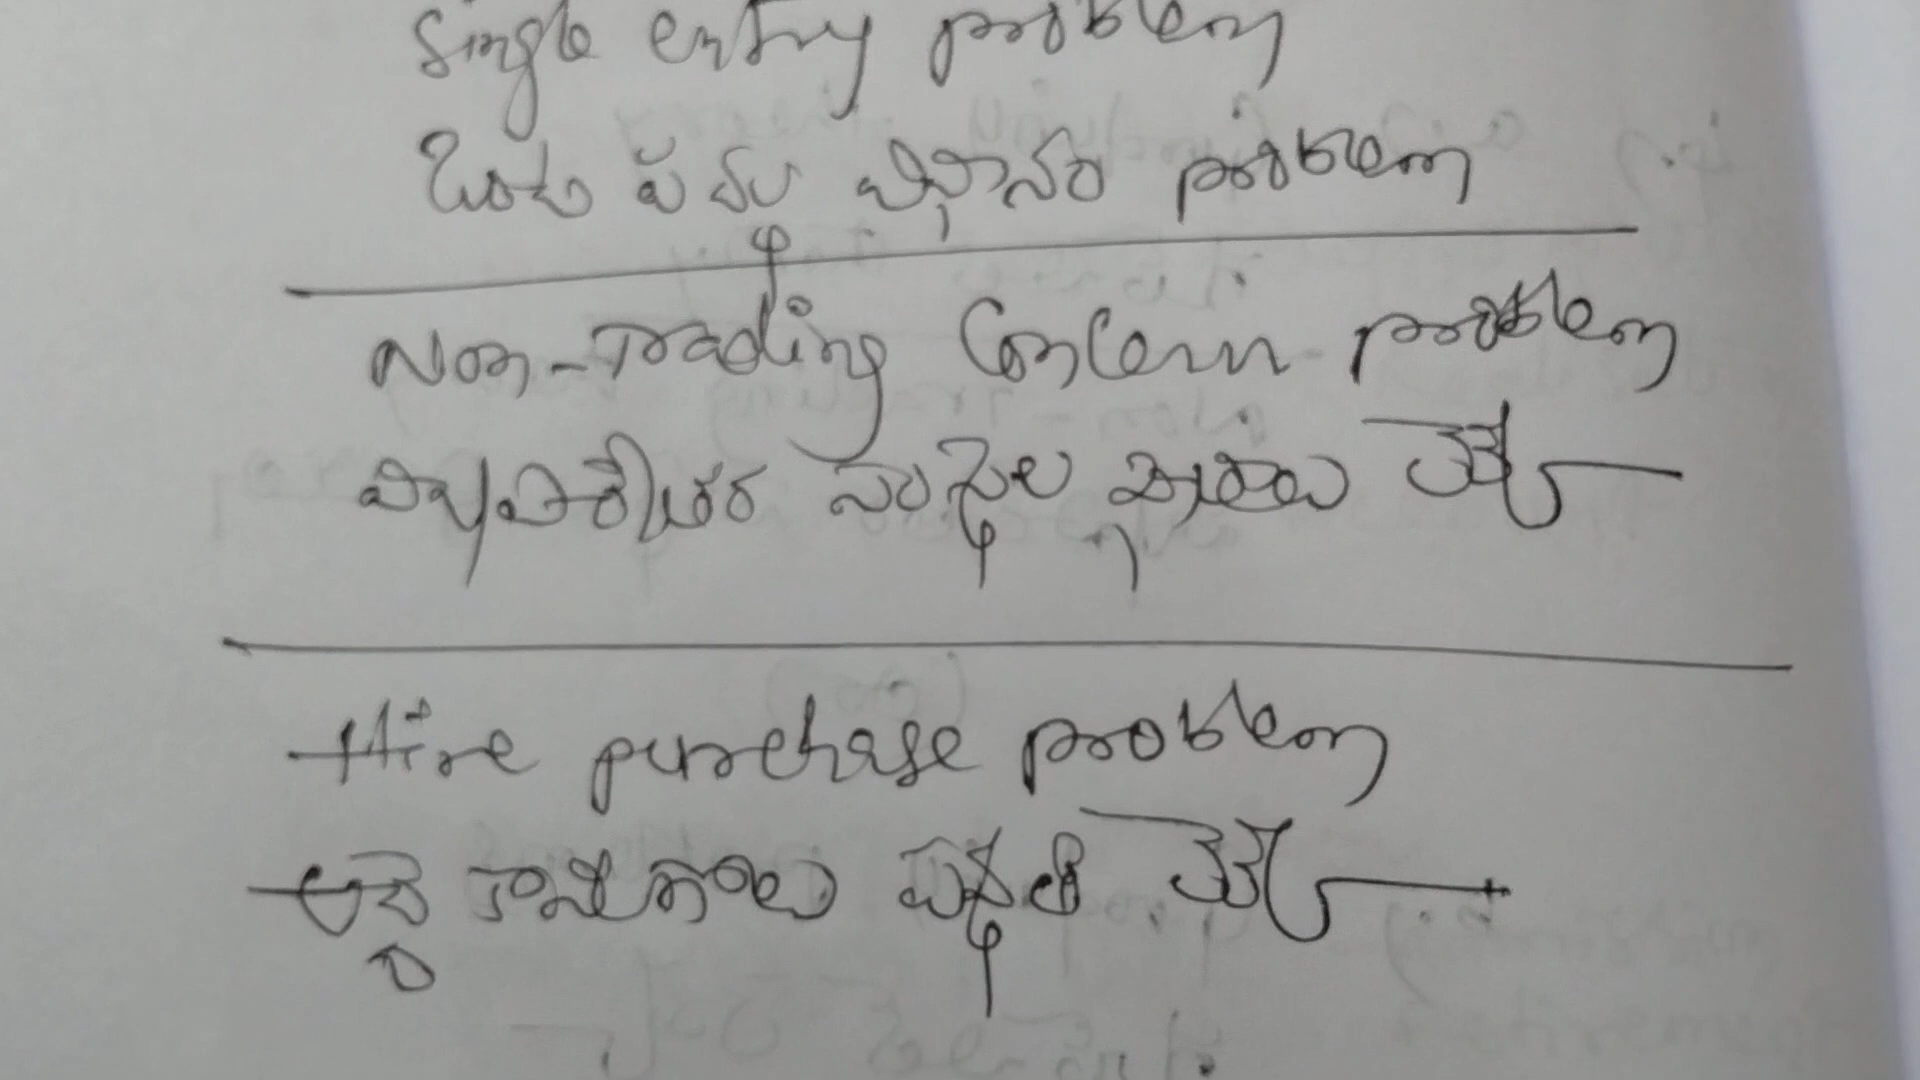 Single entry problem
ఒంటి పద్దు విధానం problem
Non-Trading Concern problem
వ్యాపారేతర సంస్థల
Hire purchase problem
అద్దె కొనుగోలు పద్ధతి